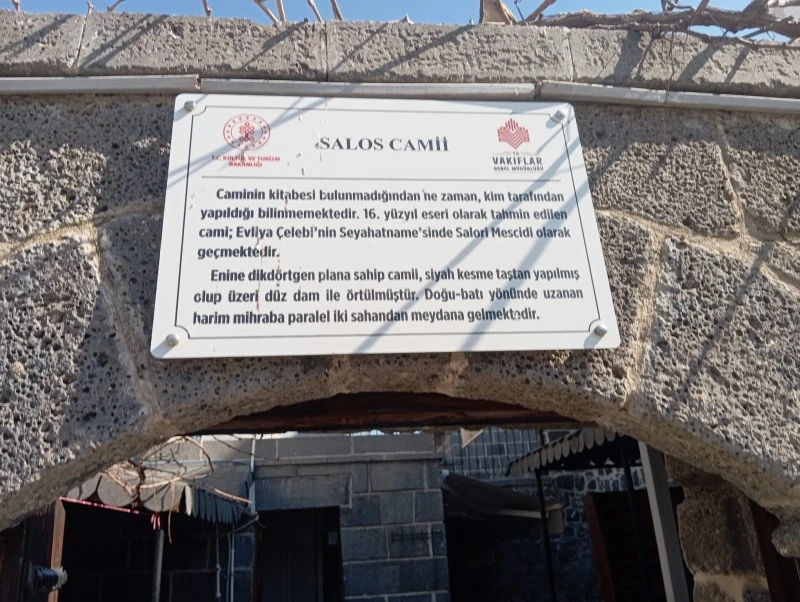 SALOS CAMİİ
T.C. KÜLTÜR VE TURİZM
BAKANLIĞI
T.C.
VAKIFLAR
GENEL MÜDÜRLÜĞÜ
Caminin kitabesi bulunmadığından ne zaman, kim tarafından
yapıldığı bilinmemektedir. 16. yüzyıl eseri olarak tahmin edilen
cami; Evliya Çelebi'nin Seyahatname'sinde Salori Mescidi olarak
geçmektedir.
Enine dikdörtgen plana sahip camii, siyah kesme taştan yapılmış
olup üzeri düz dam ile örtülmüştür. Doğu-batı yönünde uzanan
harim mihraba paralel iki sahandan meydana gelmektedir.